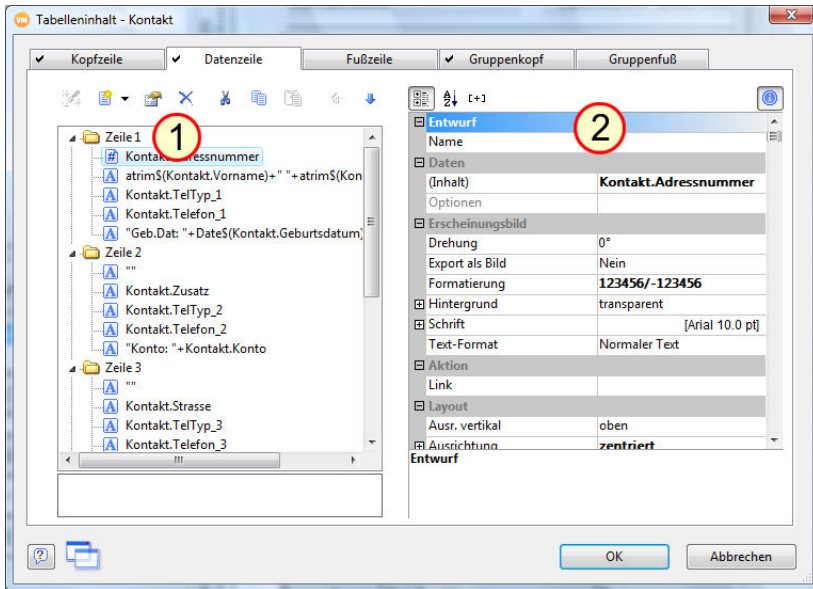 Tabelleninhalt - Kontakt
Kopfzeile
Datenzeile
Fußzeile
Gruppenkopf
Gruppenfuß
1
Zeile 1
Kontakt.Adressnummer
atrim$(Kontakt.Vorname)+" "+atrim$(Kon
Kontakt.TelTyp_1
Kontakt.Telefon_1
"Geb.Dat: "+Date$(Kontakt.Geburtsdatum)
Zeile 2
""
Kontakt.Zusatz
Kontakt.TelTyp_2
Kontakt.Telefon_2
"Konto: "+Kontakt.Konto
Zeile 3
""
Kontakt.Strasse
Kontakt.TelTyp_3
Kontakt.Telefon_3
2
Entwurf
Name
Daten
(Inhalt) Kontakt.Adressnummer
Optionen
Erscheinungsbild
Drehung 0°
Export als Bild Nein
Formatierung 123456/-123456
Hintergrund transparent
Schrift [Arial 10.0 pt]
Text-Format Normaler Text
Aktion
Link
Layout
Ausr. vertikal oben
Ausrichtung zentriert
Entwurf
OK
Abbrechen